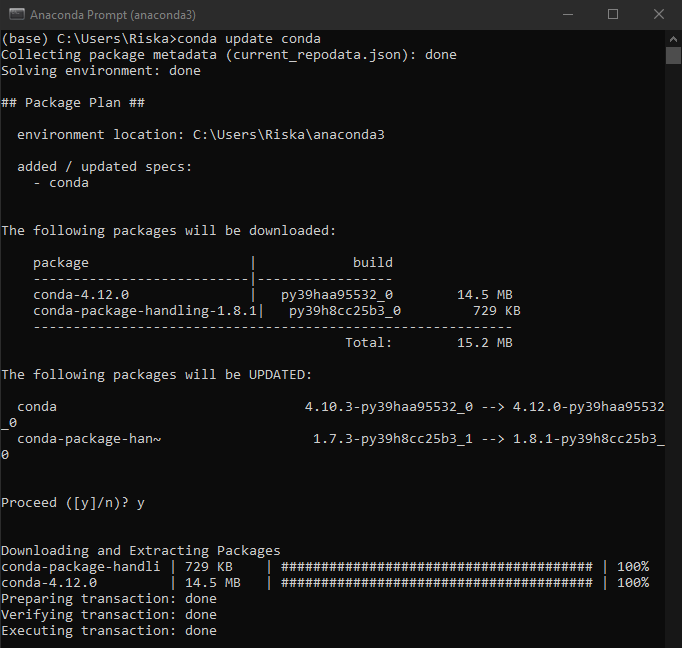 Anaconda Prompt (anaconda3)
(base) C:\Users\Riska>conda update conda
Collecting package metadata (current_repodata.json): done
Solving environment: done
## Package Plan ##
  environment location: C:\Users\Riska\anaconda3
  added / updated specs:
    - conda
The following packages will be downloaded:
    package                    |            build
    ---------------------------|-----------------
    conda-4.12.0               |   py39haa95532_0        14.5 MB
    conda-package-handling-1.8.1|   py39h8cc25b3_0         729 KB
    ------------------------------------------------------------
                                           Total:        15.2 MB
The following packages will be UPDATED:
  conda                               4.10.3-py39haa95532_0 --> 4.12.0-py39haa95532
_0
  conda-package-han~                   1.7.3-py39h8cc25b3_1 --> 1.8.1-py39h8cc25b3_
0
Proceed ([y]/n)? y
Downloading and Extracting Packages
conda-package-handli | 729 KB    | ####################################### | 100%
conda-4.12.0         | 14.5 MB   | ####################################### | 100%
Preparing transaction: done
Verifying transaction: done
Executing transaction: done